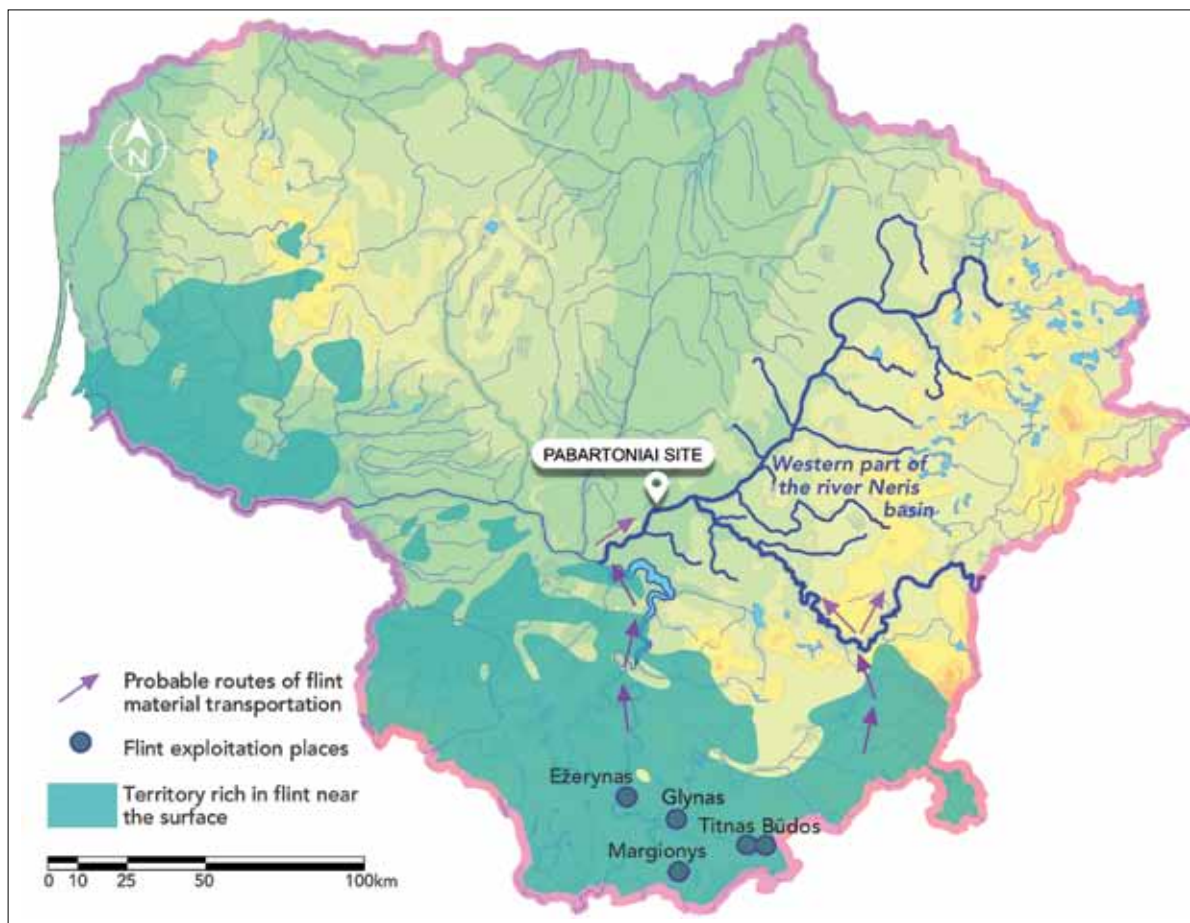 N
PABARTONIAI SITE
Western part of
the river Neris
basin
Probable routes of flint
material transportation
Flint exploitation places
Territory rich in flint near
the surface
Ežerynas
Glynas
Titnas Būdos
Margionys
0 10 25 50 100km